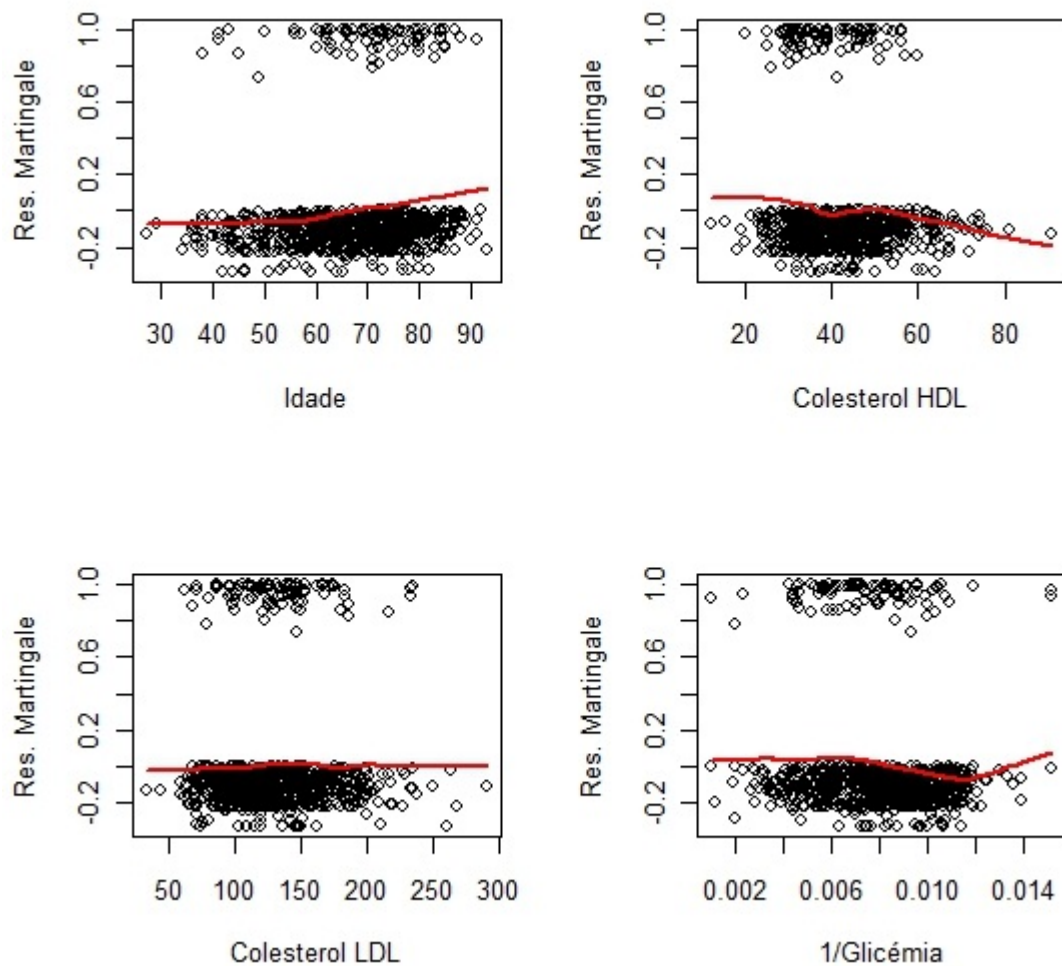 Res. Martingale
-0.2 0.2 0.6 1.0
30 40 50 60 70 80 90
Idade
Res. Martingale
-0.2 0.2 0.6 1.0
20 40 60 80
Colesterol HDL
Res. Martingale
-0.2 0.2 0.6 1.0
50 100 150 200 250 300
Colesterol LDL
Res. Martingale
-0.2 0.2 0.6 1.0
0.002 0.006 0.010 0.014
1/Glicémia